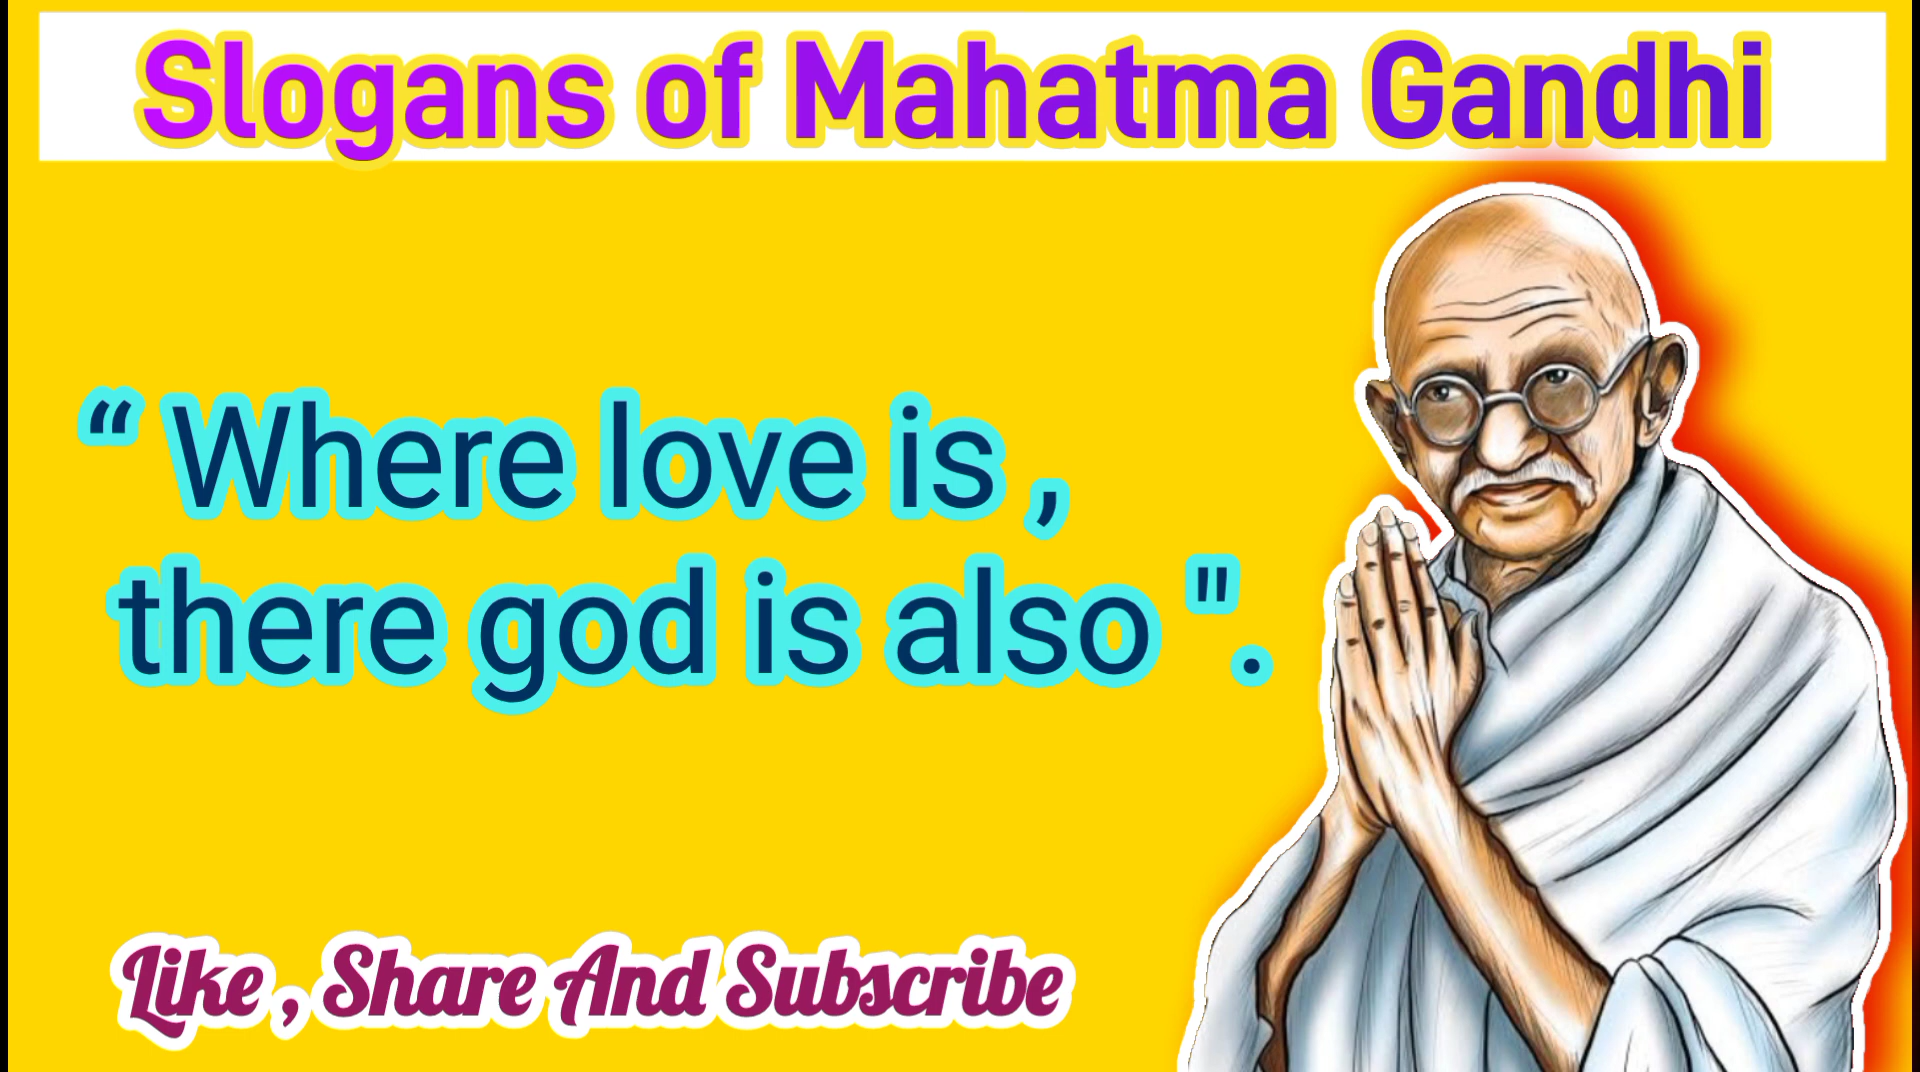 Slogans of Mahatma Gandhi
“ Where love is ,
there god is also ".
Like , Share And Subscribe